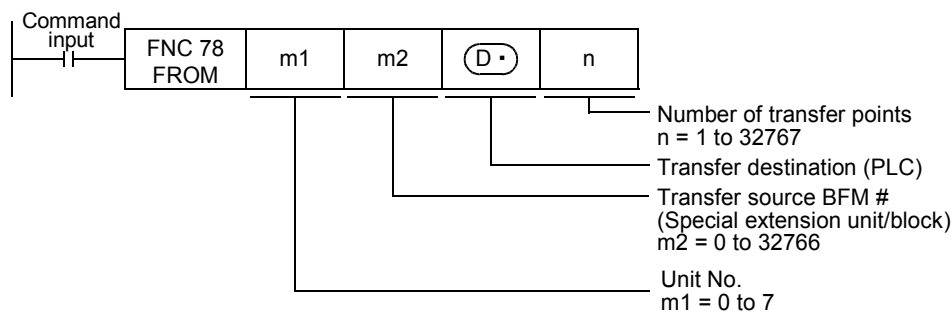 Command
input
FNC 78
FROM
m1
m2
D •
n
Number of transfer points
n = 1 to 32767
Transfer destination (PLC)
Transfer source BFM #
(Special extension unit/block)
m2 = 0 to 32766
Unit No.
m1 = 0 to 7